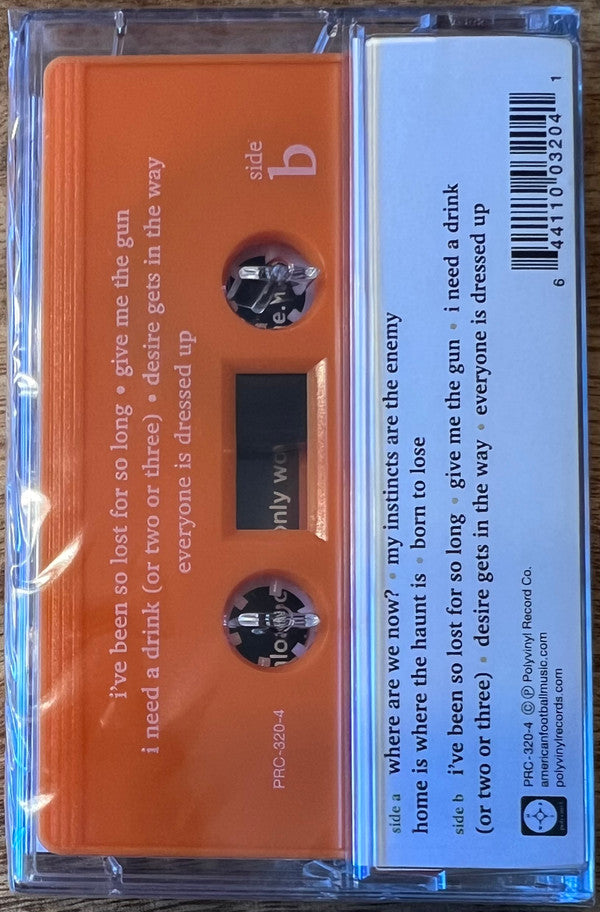 side
b
i've been so lost for so long • give me the gun
i need a drink (or two or three) • desire gets in the way
everyone is dressed up
PRC-320-4
only wo
side a where are we now? • my instincts are the enemy
home is where the haunt is • born to lose
side b i've been so lost for so long • give me the gun • i need a drink
(or two or three) • desire gets in the way • everyone is dressed up
PRC-320-4 © ℗ Polyvinyl Record Co.
americanfootballmusic.com
polyvinylrecords.com
6 44110 03204 1